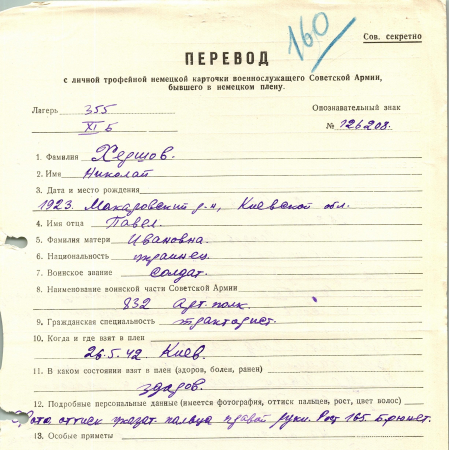 160
Сов. секретно
ПЕРЕВОД
с личной трофейной немецкой карточки военнослужащего Советской Армии,
бывшего в немецком плену.
Лагерь 355
XI Б
Опознавательный знак
№ 126208.
1. Фамилия Хершов.
2. Имя Николай
3. Дата и место рождения
1923. Макаровский р-н, Киевской обл.
4. Имя отца Павел.
5. Фамилия матери Ивановна.
6. Национальность украинец.
7. Воинское звание солдат.
8. Наименование воинской части Советской Армии
832 Арт. полк.
9. Гражданская специальность тракторист.
10. Когда и где взят в плен
26.5.42 Киев.
11. В каком состоянии взят в плен (здоров, болен, ранен)
здоров.
12. Подробные персональные данные (имеется фотография, оттиск пальцев, рост, цвет волос)
Фото оттиск указат. пальца правой руки. Рост 165. Брюнет.
13. Особые приметы